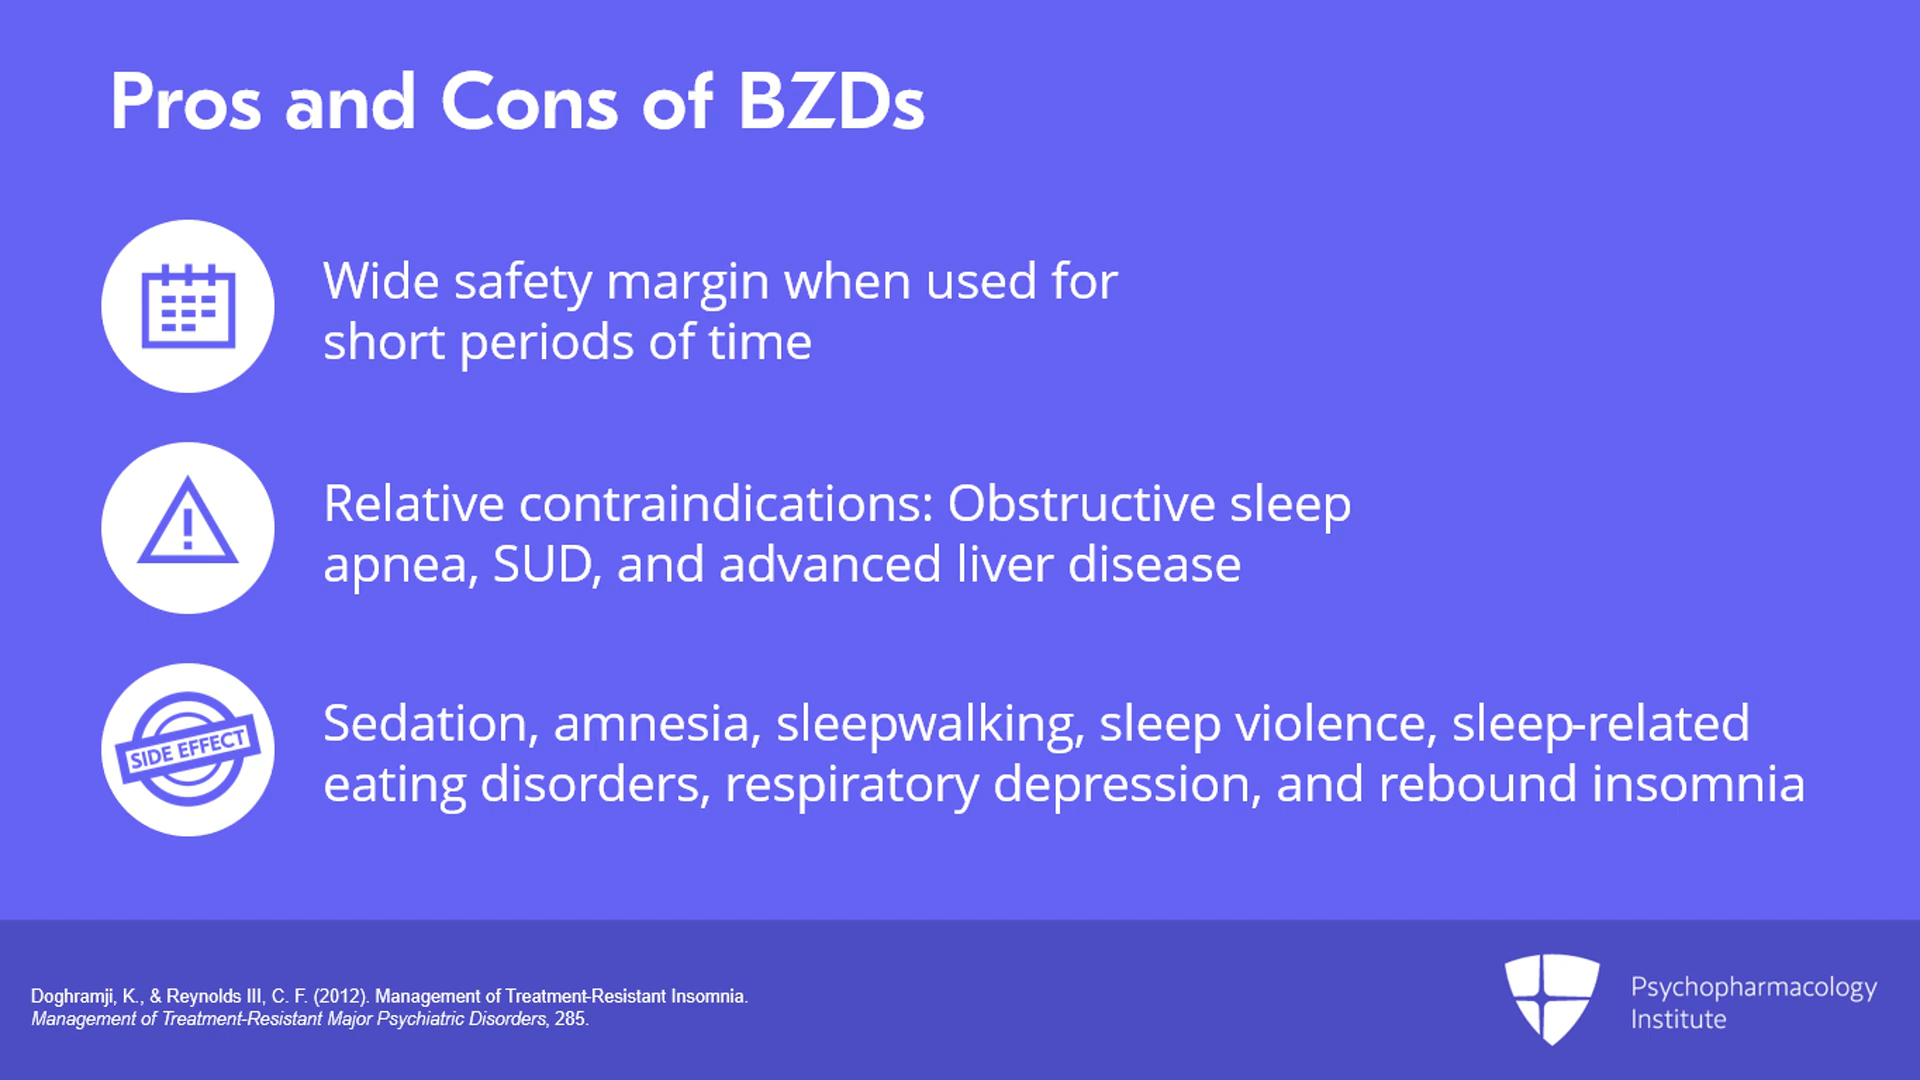 Pros and Cons of BZDs
Wide safety margin when used for
short periods of time
Relative contraindications: Obstructive sleep
apnea, SUD, and advanced liver disease
SIDE EFFECT
Sedation, amnesia, sleepwalking, sleep violence, sleep-related
eating disorders, respiratory depression, and rebound insomnia
Doghramji, K., & Reynolds III, C. F. (2012). Management of Treatment-Resistant Insomnia.
Management of Treatment-Resistant Major Psychiatric Disorders, 285.
Psychopharmacology
Institute